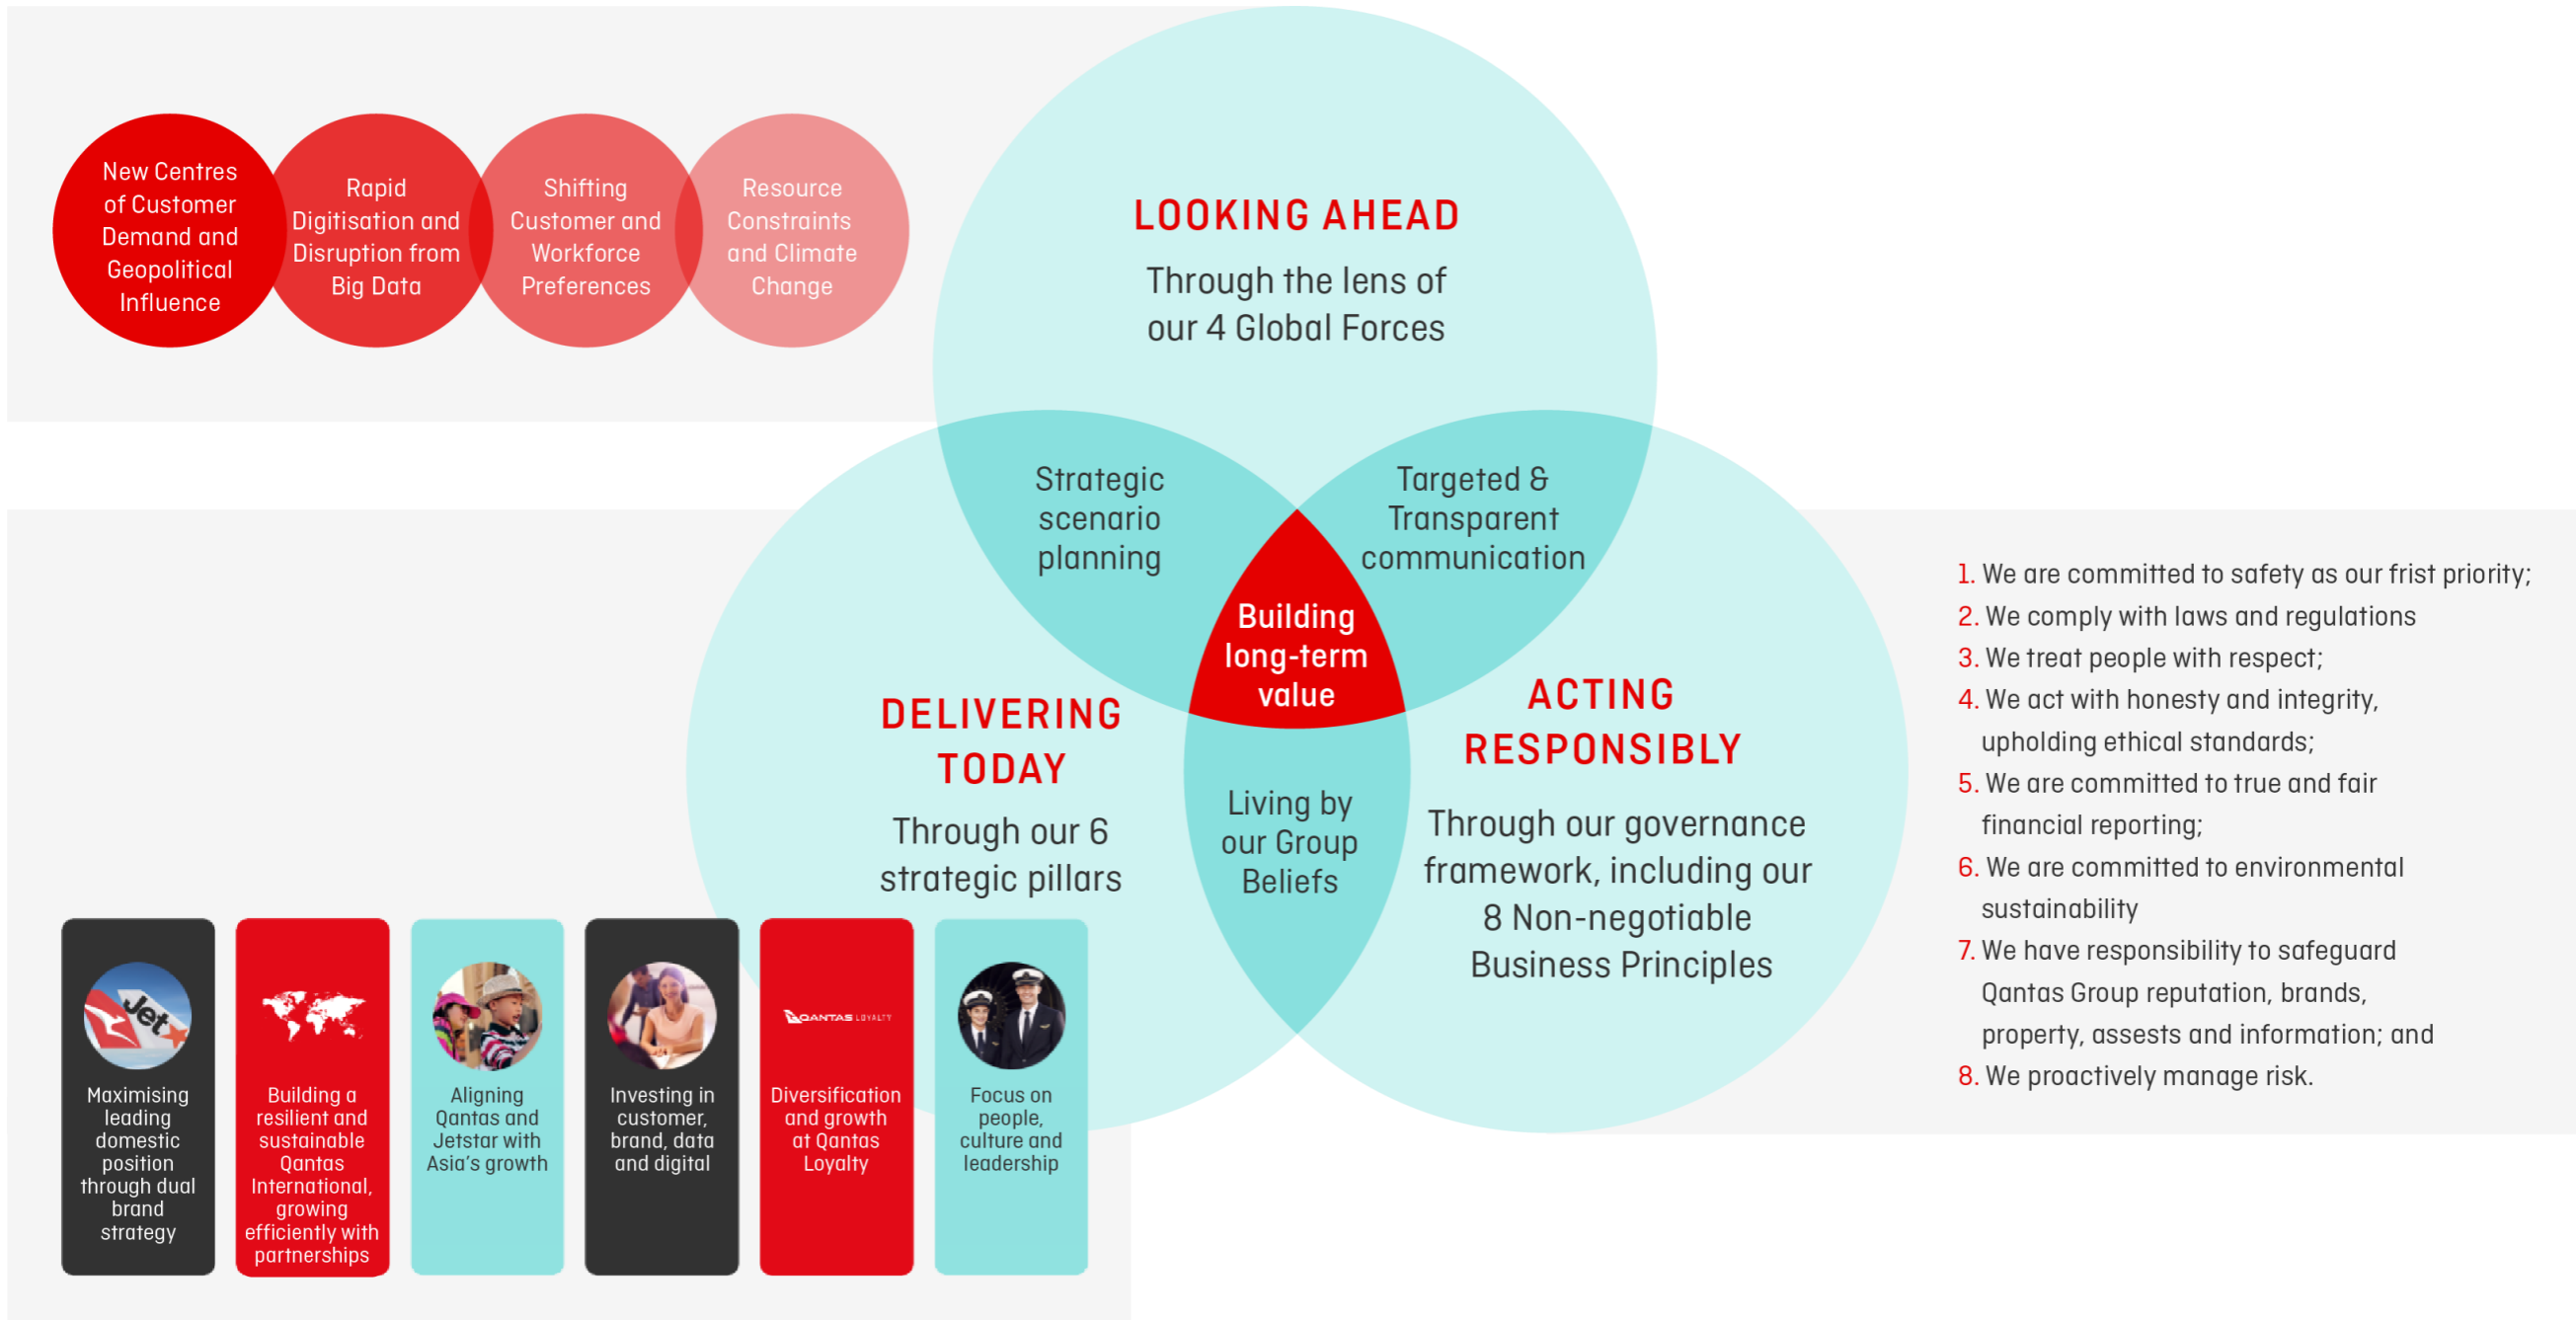 New Centres
of Customer
Demand and
Geopolitical
Influence
Rapid
Digitisation and
Disruption from
Big Data
Shifting
Customer and
Workforce
Preferences
Resource
Constraints
and Climate
Change
LOOKING AHEAD
Through the lens of
our 4 Global Forces
Strategic
scenario
planning
Targeted &
Transparent
communication
Building
long-term
value
DELIVERING
TODAY
Through our 6
strategic pillars
Living by
our Group
Beliefs
ACTING
RESPONSIBLY
Through our governance
framework, including our
8 Non-negotiable
Business Principles
1. We are committed to safety as our frist priority;
2. We comply with laws and regulations
3. We treat people with respect;
4. We act with honesty and integrity,
upholding ethical standards;
5. We are committed to true and fair
financial reporting;
6. We are committed to environmental
sustainability
7. We have responsibility to safeguard
Qantas Group reputation, brands,
property, assests and information; and
8. We proactively manage risk.
Jet
Maximising
leading
domestic
position
through dual
brand
strategy
Building a
resilient and
sustainable
Qantas
International,
growing
efficiently with
partnerships
Aligning
Qantas and
Jetstar with
Asia's growth
Investing in
customer,
brand, data
and digital
QANTAS LOYALTY
Diversification
and growth
at Qantas
Loyalty
Focus on
people,
culture and
leadership